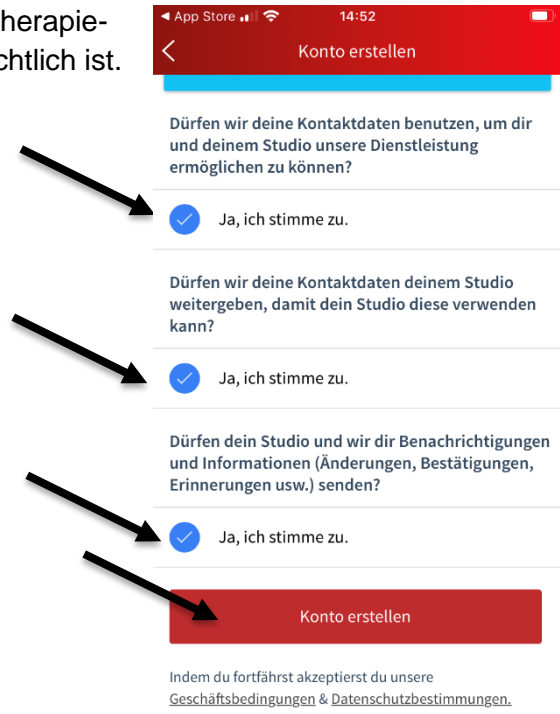 herapie-
chtlich ist.
◄ App Store
14:52
Konto erstellen
Dürfen wir deine Kontaktdaten benutzen, um dir
und deinem Studio unsere Dienstleistung
ermöglichen zu können?
Ja, ich stimme zu.
Dürfen wir deine Kontaktdaten deinem Studio
weitergeben, damit dein Studio diese verwenden
kann?
Ja, ich stimme zu.
Dürfen dein Studio und wir dir Benachrichtigungen
und Informationen (Änderungen, Bestätigungen,
Erinnerungen usw.) senden?
Ja, ich stimme zu.
Konto erstellen
Indem du fortfährst akzeptierst du unsere
Geschäftsbedingungen & Datenschutzbestimmungen.